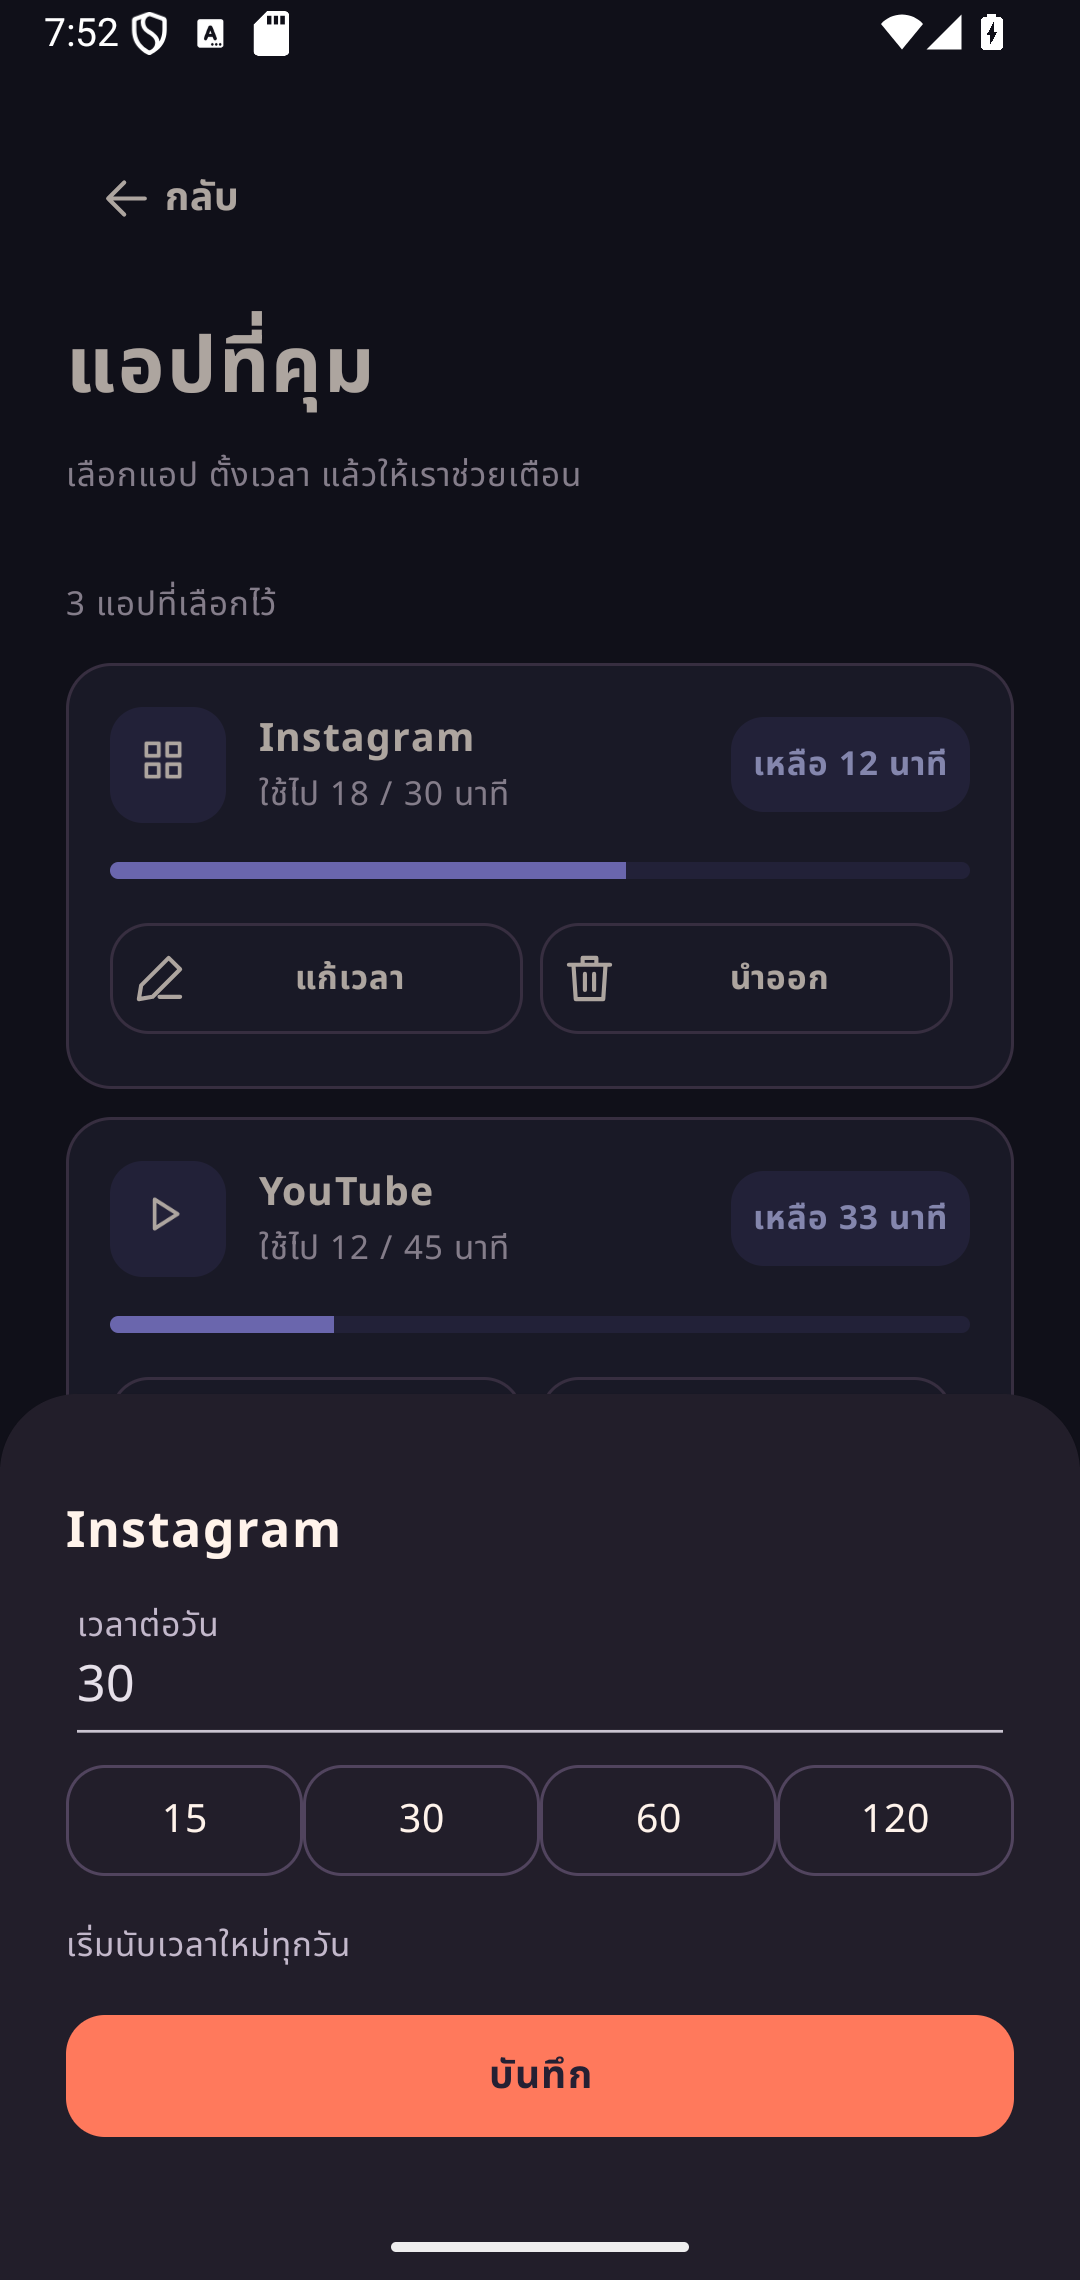 7:52
กลับ
แอปที่คุม
เลือกแอป ตั้งเวลา แล้วให้เราช่วยเตือน
3 แอปที่เลือกไว้
Instagram
ใช้ไป 18 / 30 นาที
เหลือ 12 นาที
แก้เวลา
นำออก
YouTube
ใช้ไป 12 / 45 นาที
เหลือ 33 นาที
Instagram
เวลาต่อวัน
30
15
30
60
120
เริ่มนับเวลาใหม่ทุกวัน
บันทึก